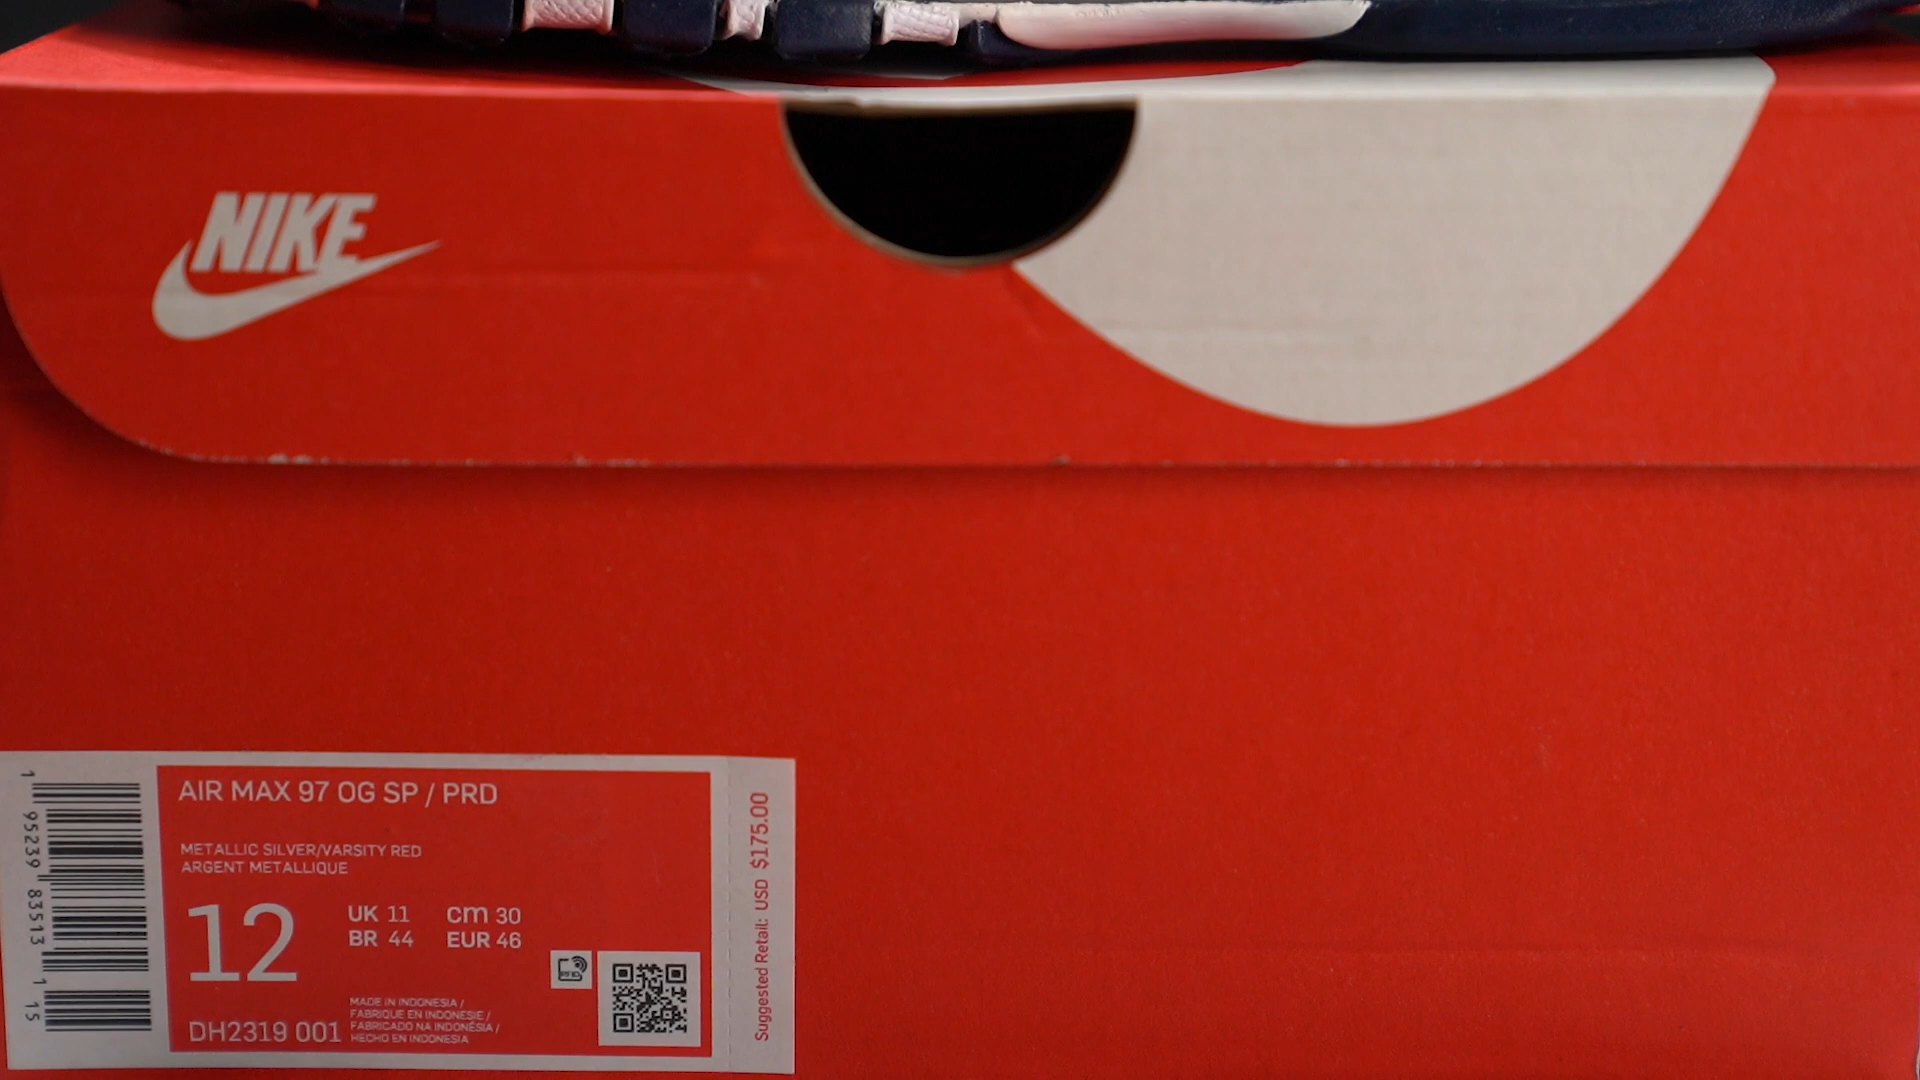 NIKE
AIR MAX 97 OG SP / PRD
METALLIC SILVER/VARSITY RED
ARGENT METALLIQUE
12
UK 11 cm 30
BR 44 EUR 46
RFID
MADE IN INDONESIA /
FABRIQUE EN INDONESIE /
FABRICADO NA INDONÉSIA /
HECHO EN INDONESIA
DH2319 001
Suggested Retail: USD $175.00
1 95239 83513 1 15